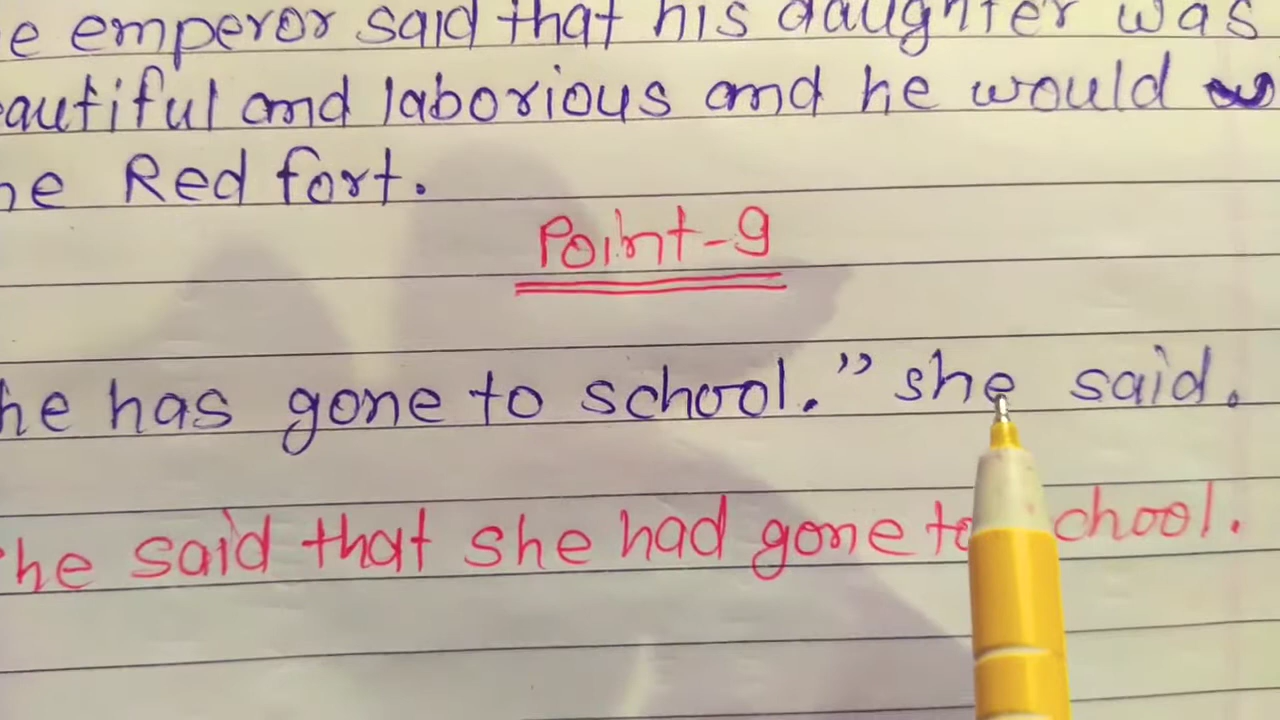 e emperor said that his daughter was
autiful and laborious and he would
he Red fort.
Point-9
he has gone to school.” she said.
he said that she had gone to chool.